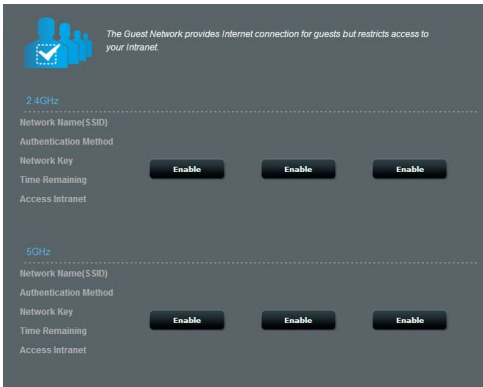 The Guest Network provides Internet connection for guests but restricts access to
your Intranet.
2.4GHz
Network Name(SSID)
Authentication Method
Network Key
Time Remaining
Access Intranet
Enable Enable Enable
5GHz
Network Name(SSID)
Authentication Method
Network Key
Time Remaining
Access Intranet
Enable Enable Enable